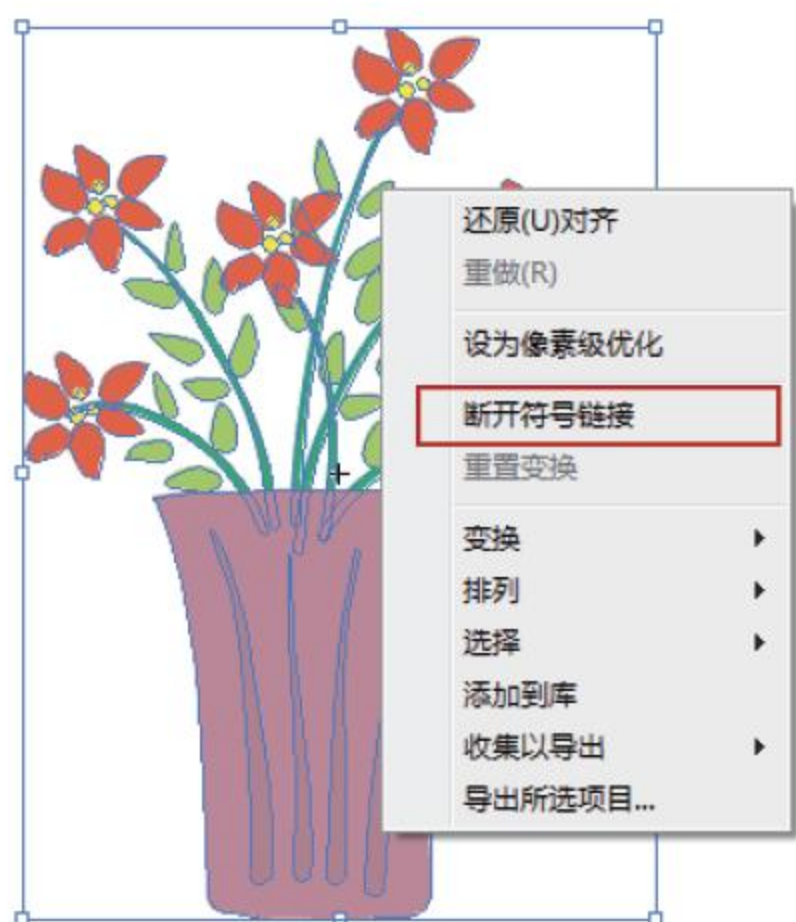 还原(U)对齐
重做(R)
设为像素级优化
断开符号链接
重置变换
变换
排列
选择
添加到库
收集以导出
导出所选项目...